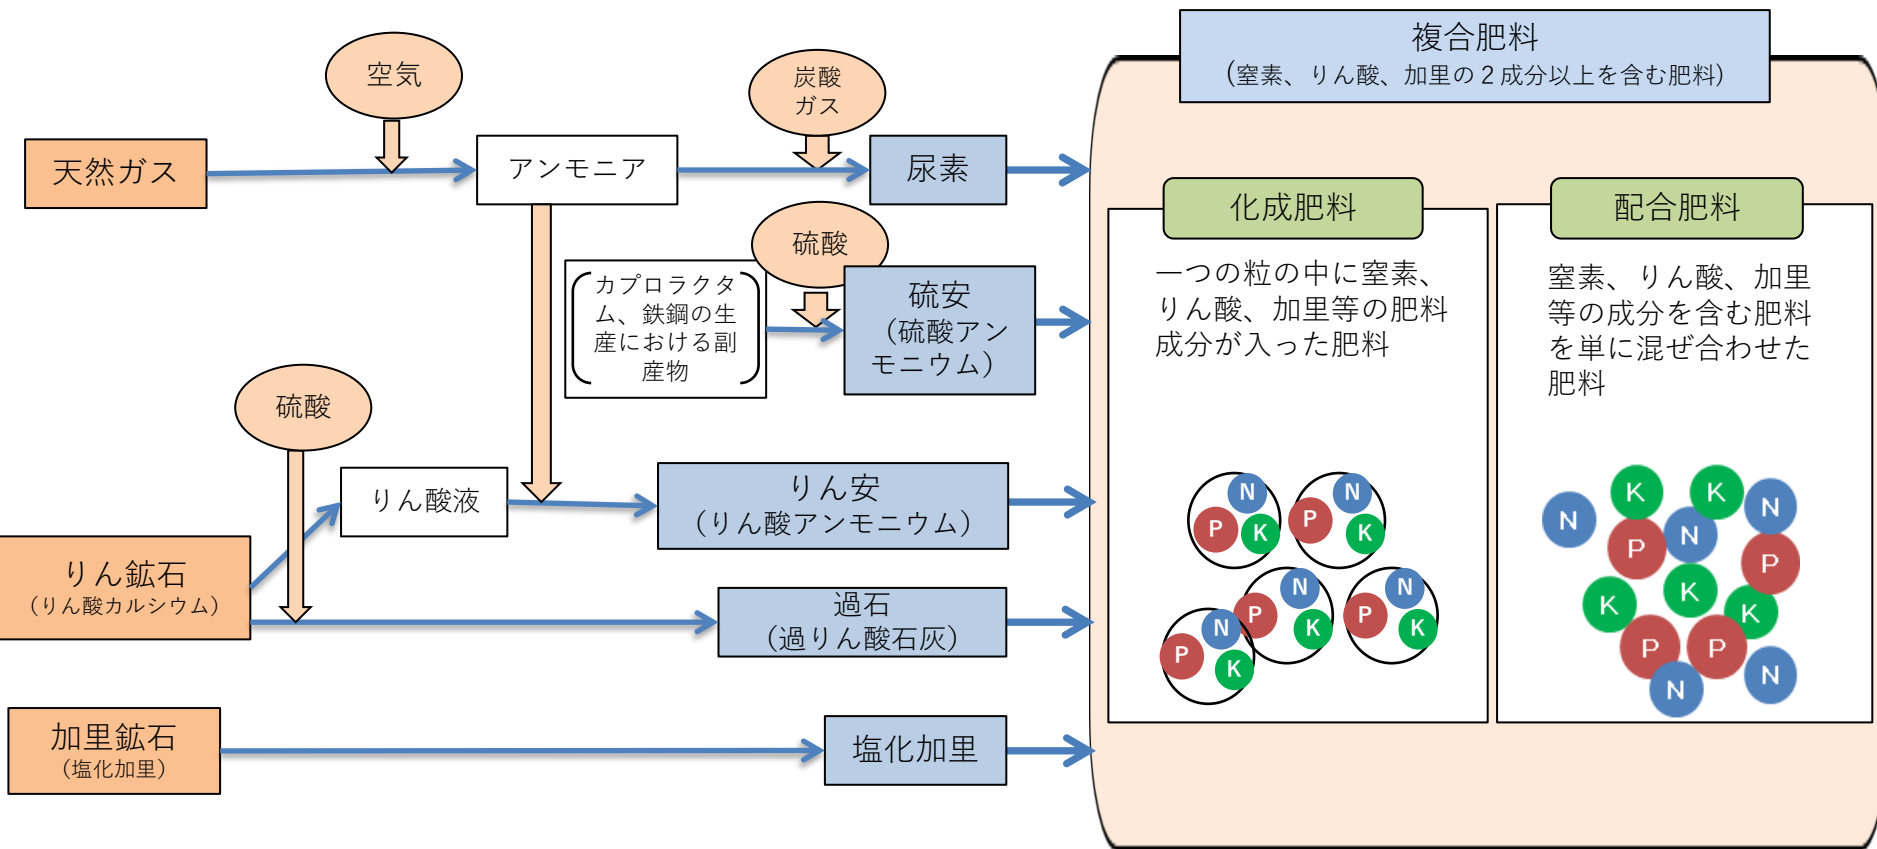 複合肥料
(窒素、りん酸、加里の２成分以上を含む肥料)
空気
炭酸
ガス
天然ガス
アンモニア
尿素
硫酸
カプロラクタ
ム、鉄鋼の生
産における副
産物
硫安
（硫酸アン
モニウム）
硫酸
りん酸液
りん安
（りん酸アンモニウム）
りん鉱石
（りん酸カルシウム）
過石
（過りん酸石灰）
加里鉱石
（塩化加里）
塩化加里
化成肥料
一つの粒の中に窒素、
りん酸、加里等の肥料
成分が入った肥料
N
P
K
N
P
K
N
P
K
N
P
K
N
P
K
配合肥料
窒素、りん酸、加里
等の成分を含む肥料
を単に混ぜ合わせた
肥料
K
K
N
N
N
P
P
K
K
K
P
P
N
N